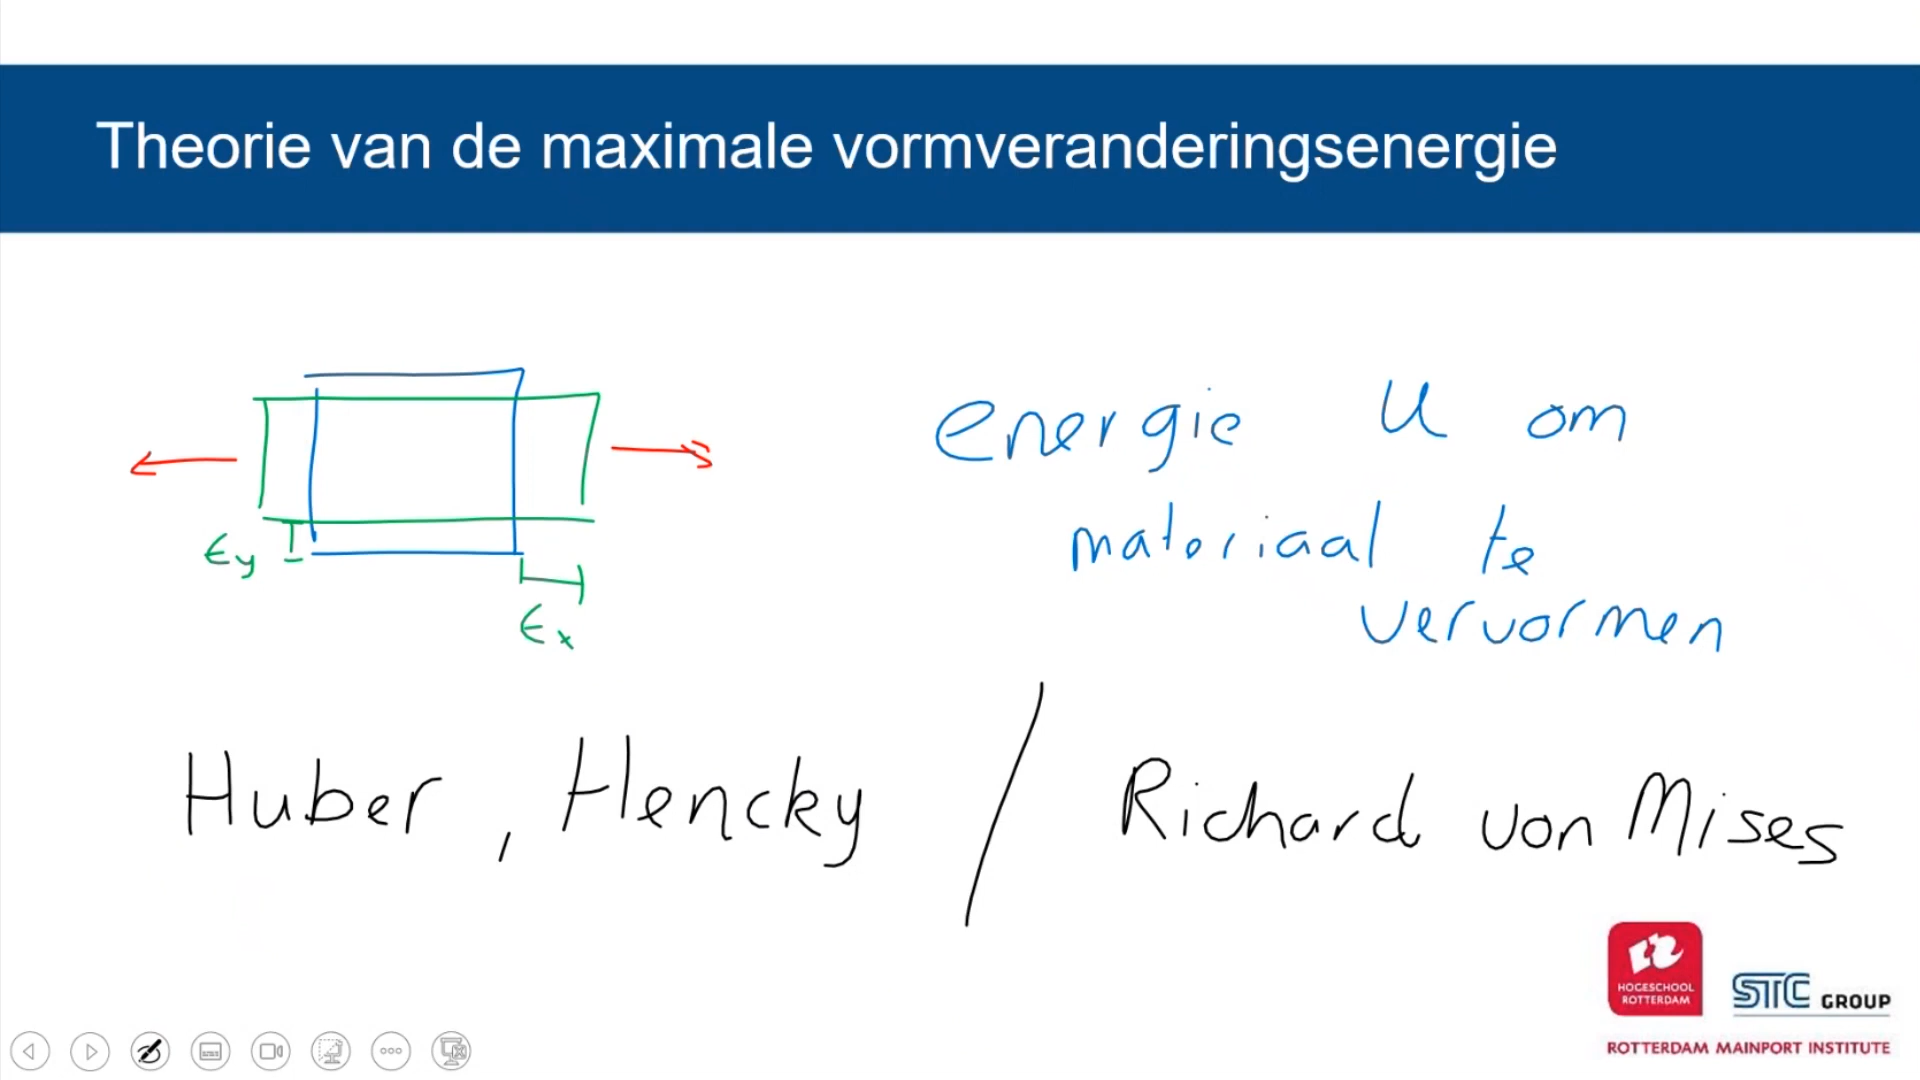 Theorie van de maximale vormveranderingsenergie
energie U om
materiaal te
vervormen
εy
εx
Huber, Hencky / Richard von Mises
HOGESCHOOL
ROTTERDAM
STC GROUP
ROTTERDAM MAINPORT INSTITUTE